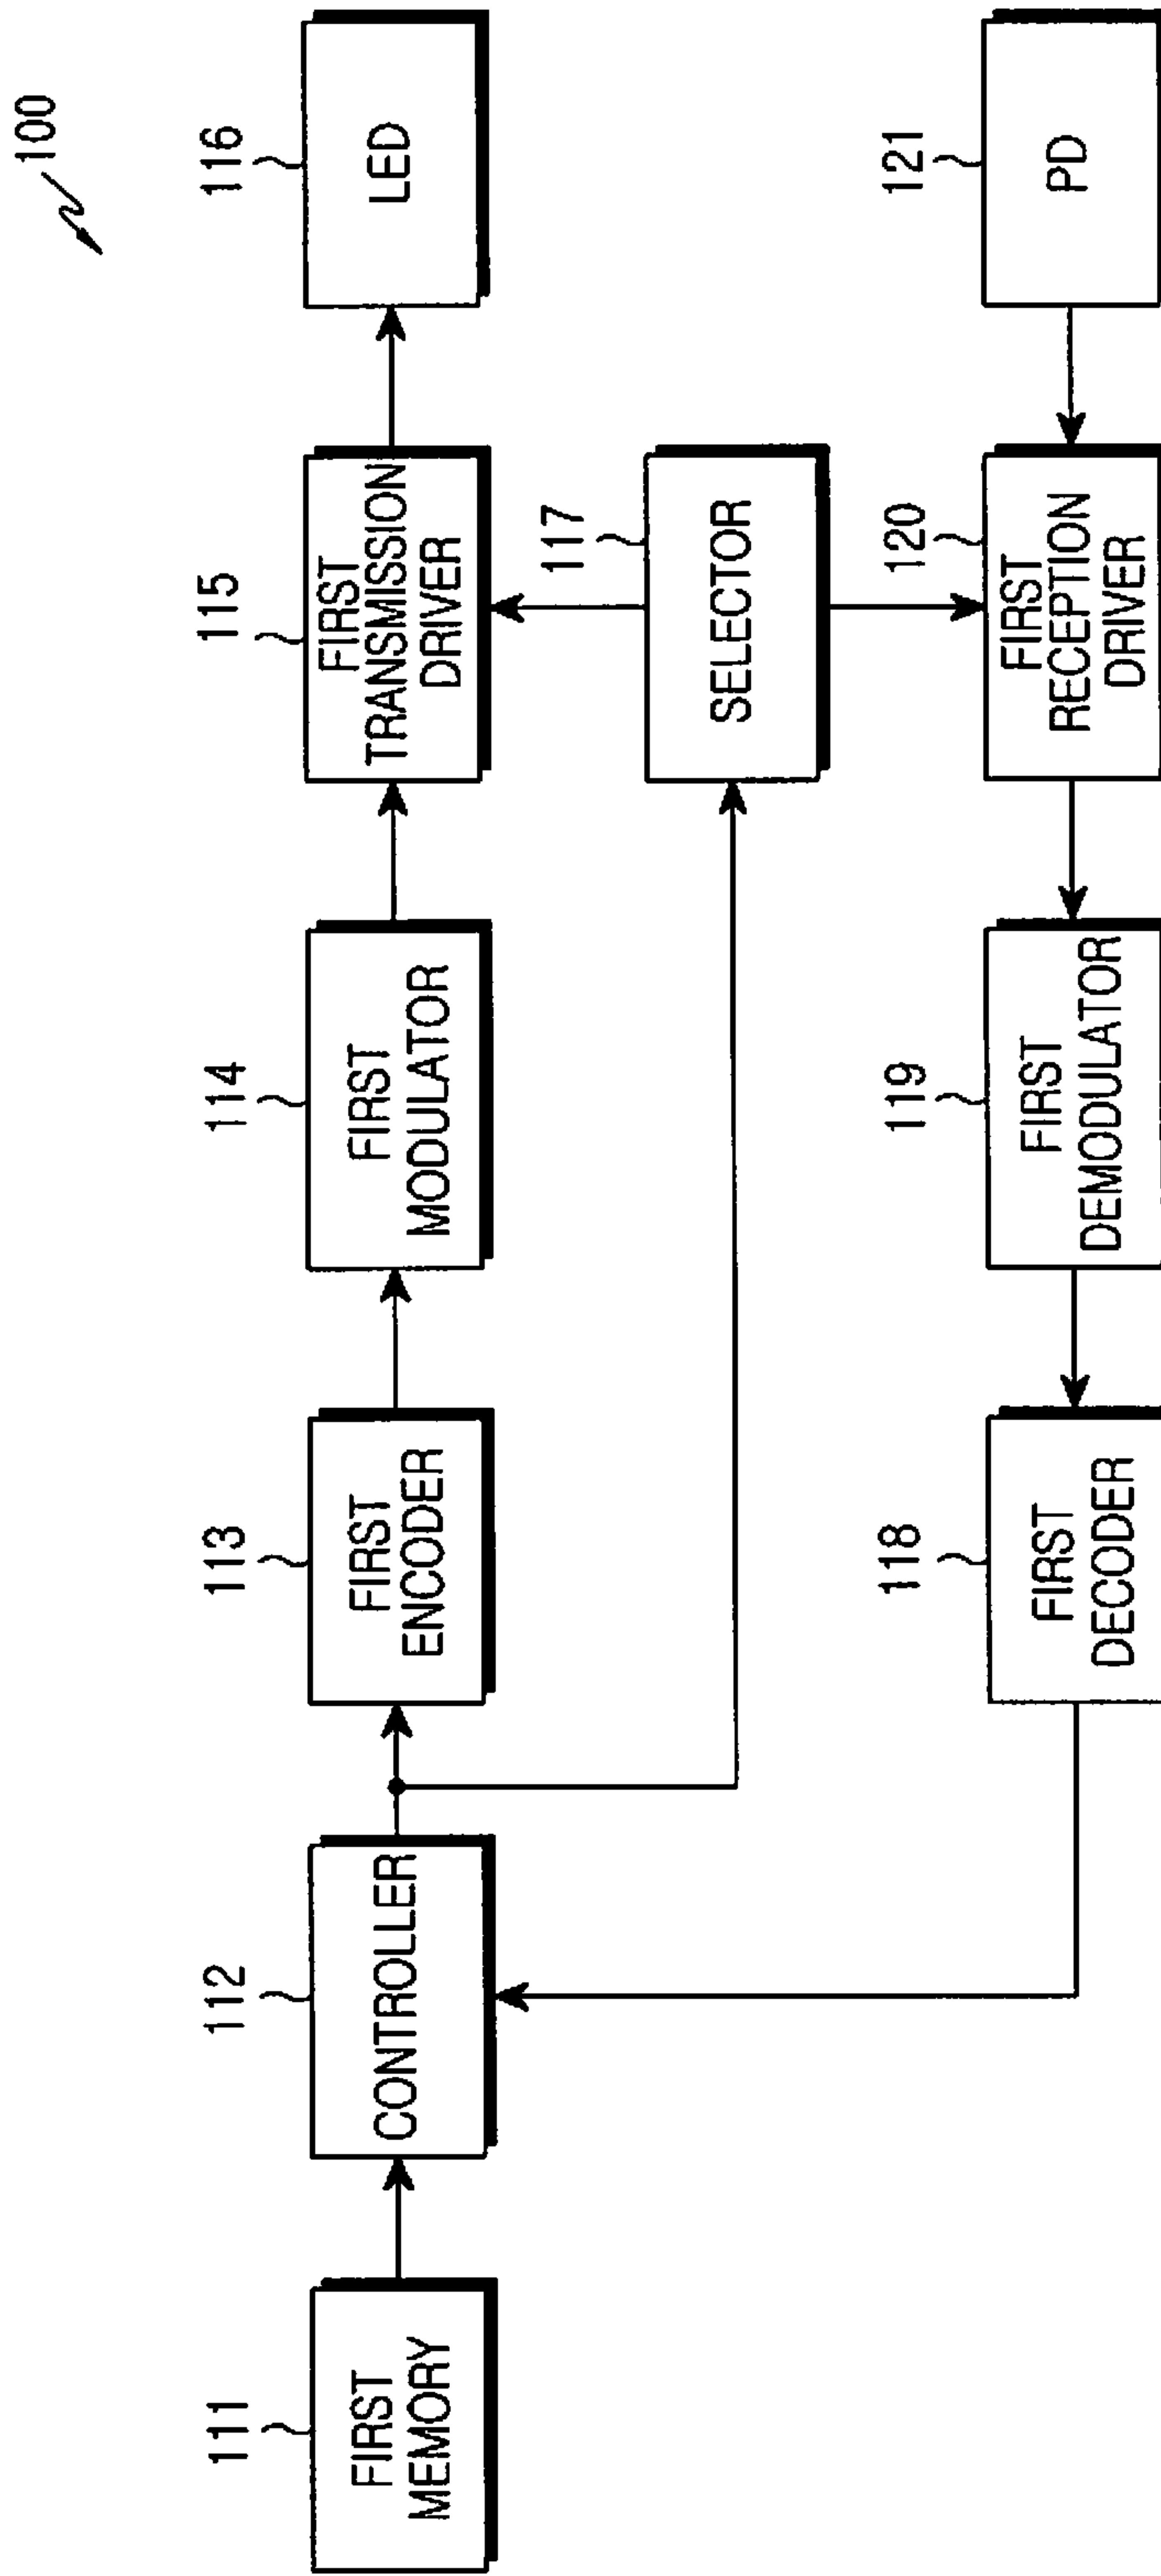 100
111
FIRST
MEMORY
112
CONTROLLER
113
FIRST
ENCODER
114
FIRST
MODULATOR
115
FIRST
TRANSMISSION
DRIVER
116
LED
117
SELECTOR
118
FIRST
DECODER
119
FIRST
DEMODULATOR
120
FIRST
RECEPTION
DRIVER
121
PD